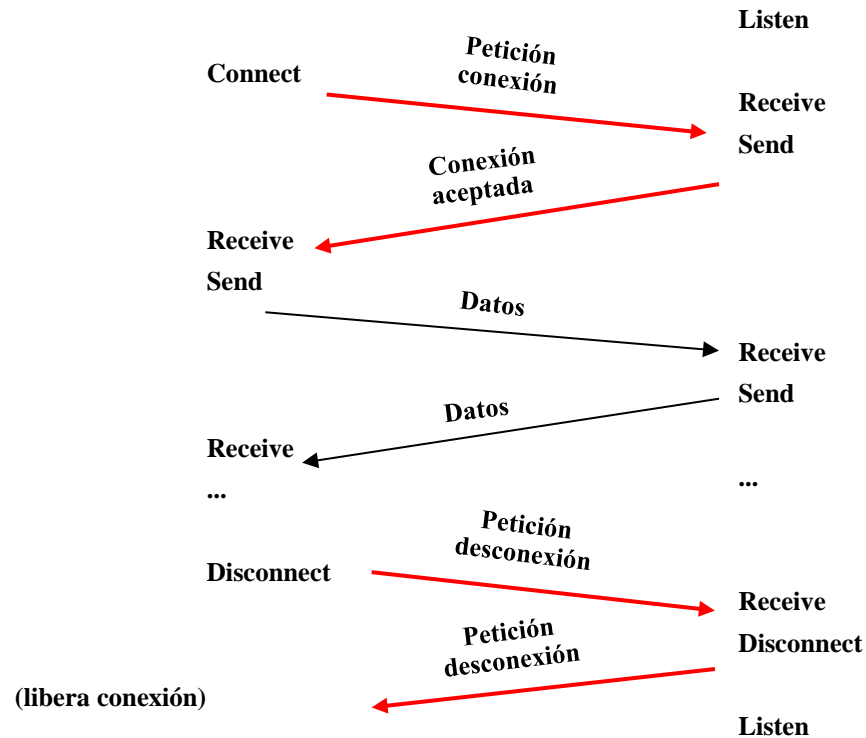 Listen
Petición
conexión
Connect
Receive
Send
Conexión
aceptada
Receive
Send
Datos
Receive
Send
Datos
Receive
...
...
Petición
desconexión
Disconnect
Receive
Petición
desconexión
Disconnect
(libera conexión)
Listen